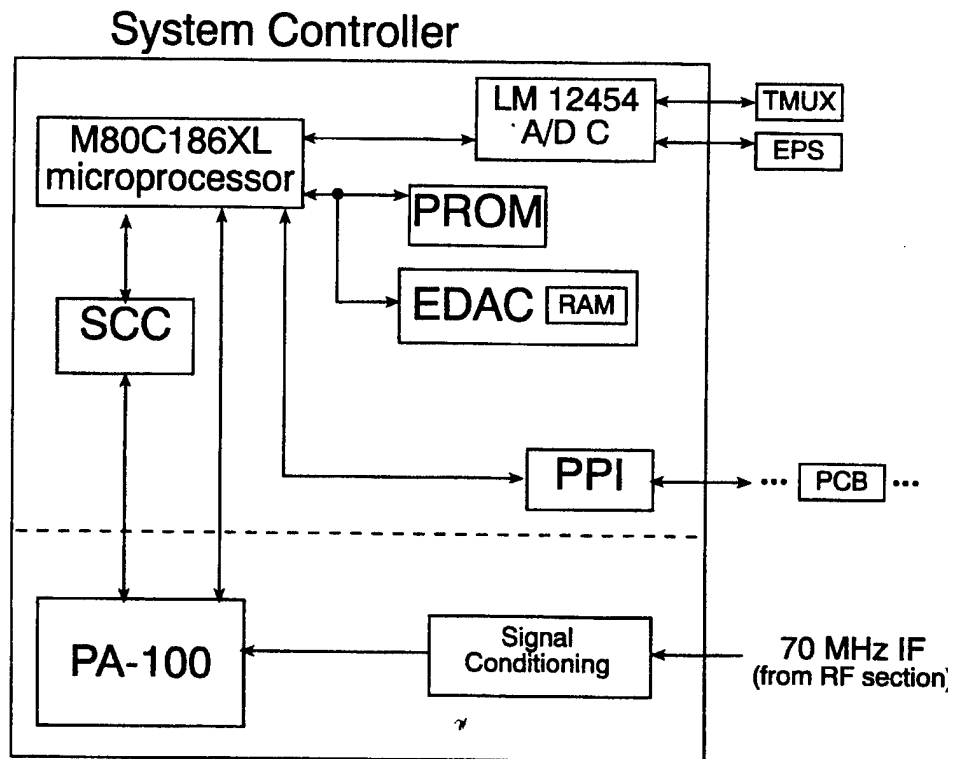 System Controller
LM 12454
A/D C
TMUX
EPS
M80C186XL
microprocessor
PROM
EDAC
RAM
SCC
PPI
... PCB ...
PA-100
Signal
Conditioning
70 MHz IF
(from RF section)